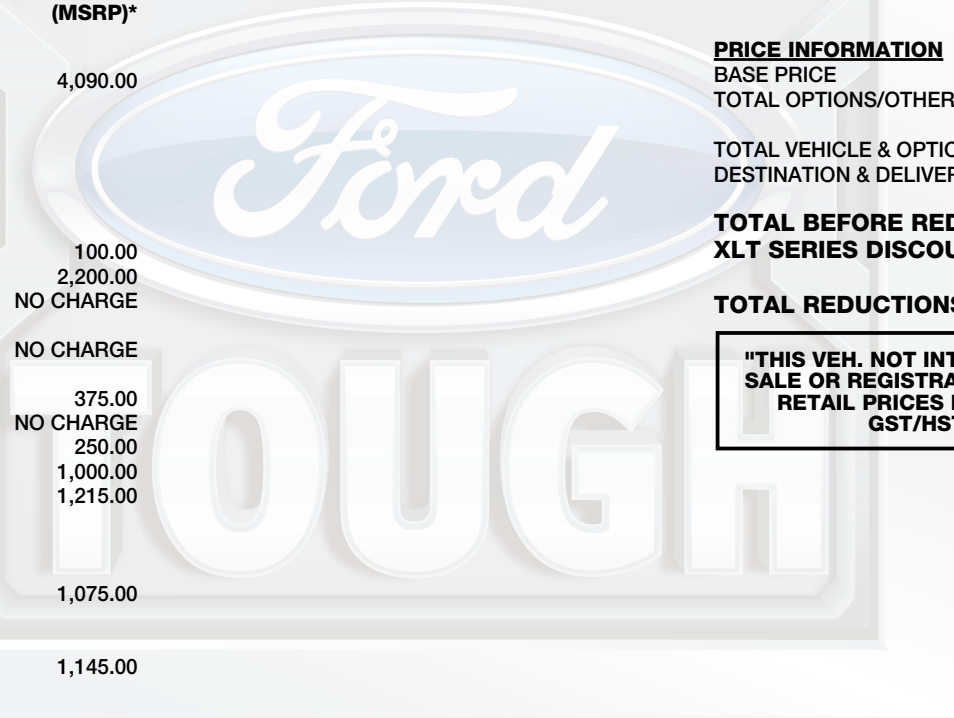 (MSRP)*
4,090.00
100.00
2,200.00
NO CHARGE
NO CHARGE
375.00
NO CHARGE
250.00
1,000.00
1,215.00
1,075.00
1,145.00
Ford
TOUGH
PRICE INFORMATION
BASE PRICE
TOTAL OPTIONS/OTHER
TOTAL VEHICLE & OPTIO
DESTINATION & DELIVER
TOTAL BEFORE RED
XLT SERIES DISCOU
TOTAL REDUCTIONS
"THIS VEH. NOT INT
SALE OR REGISTRA
RETAIL PRICES
GST/HST